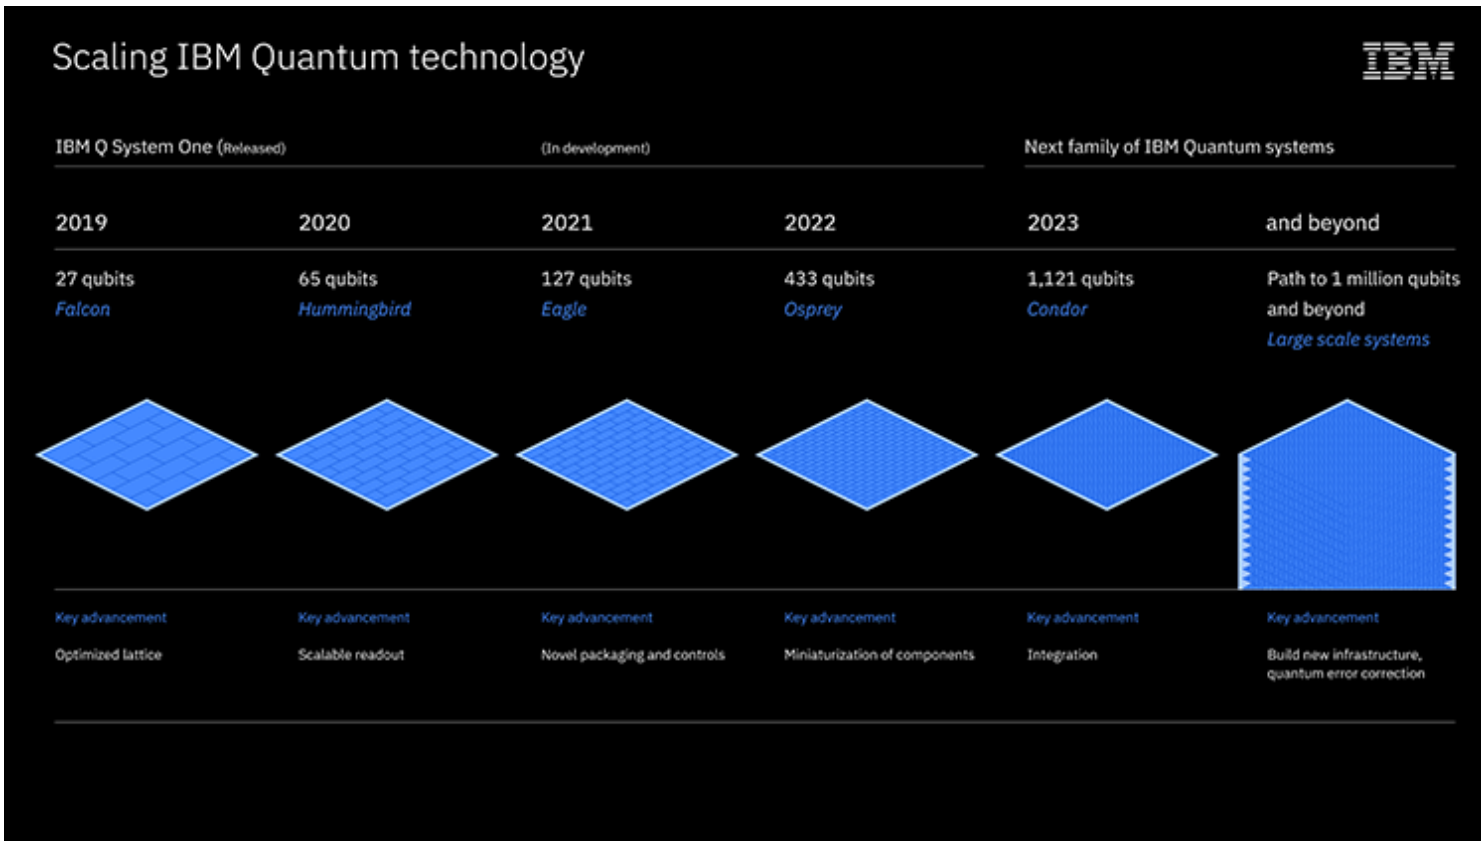 Scaling IBM Quantum technology
IBM
IBM Q System One (Released)
(In development)
Next family of IBM Quantum systems
2019
2020
2021
2022
2023
and beyond
27 qubits
Falcon
65 qubits
Hummingbird
127 qubits
Eagle
433 qubits
Osprey
1,121 qubits
Condor
Path to 1 million qubits
and beyond
Large scale systems
Key advancement
Optimized lattice
Key advancement
Scalable readout
Key advancement
Novel packaging and controls
Key advancement
Miniaturization of components
Key advancement
Integration
Key advancement
Build new infrastructure,
quantum error correction